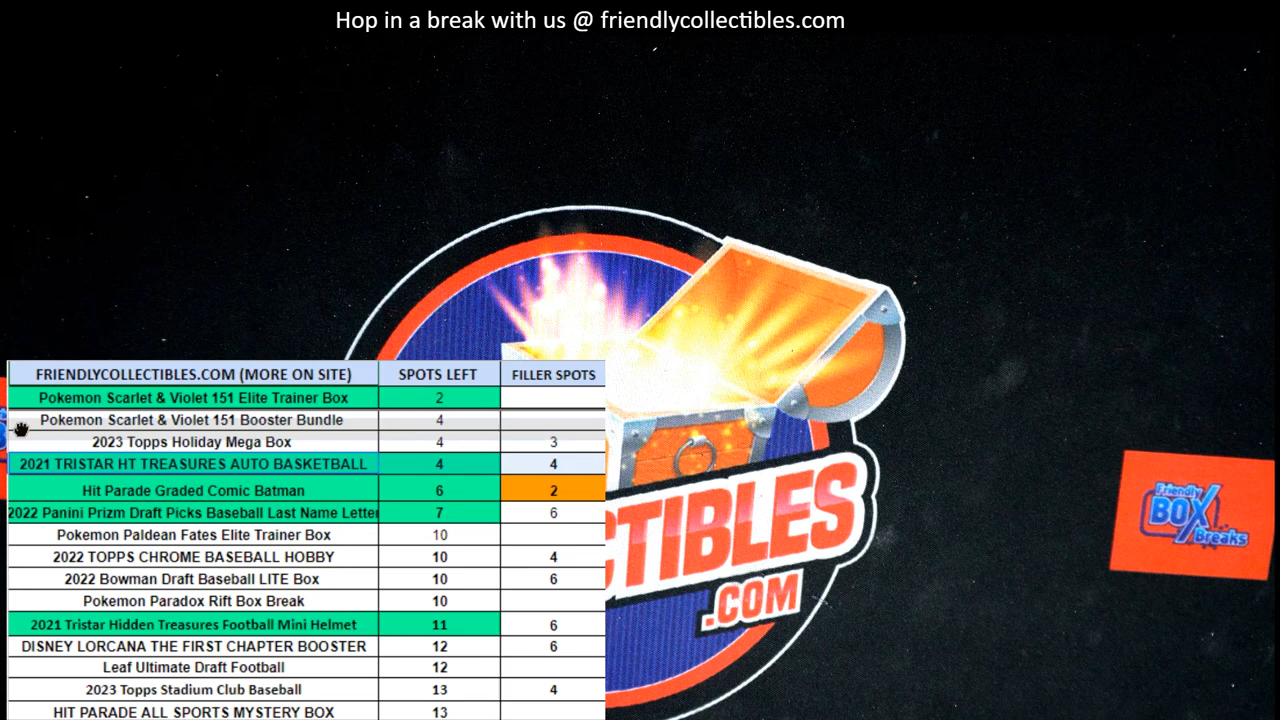 Hop in a break with us @ friendlycollectibles.com
FRIENDLYCOLLECTIBLES.COM (MORE ON SITE) SPOTS LEFT FILLER SPOTS
Pokemon Scarlet & Violet 151 Elite Trainer Box 2
Pokemon Scarlet & Violet 151 Booster Bundle 4
2023 Topps Holiday Mega Box 4 3
2021 TRISTAR HT TREASURES AUTO BASKETBALL 4 4
Hit Parade Graded Comic Batman 6 2
2022 Panini Prizm Draft Picks Baseball Last Name Letter 7 6
Pokemon Paldean Fates Elite Trainer Box 10
2022 TOPPS CHROME BASEBALL HOBBY 10 4
2022 Bowman Draft Baseball LITE Box 10 6
Pokemon Paradox Rift Box Break 10
2021 Tristar Hidden Treasures Football Mini Helmet 11 6
DISNEY LORCANA THE FIRST CHAPTER BOOSTER 12 6
Leaf Ultimate Draft Football 12
2023 Topps Stadium Club Baseball 13 4
HIT PARADE ALL SPORTS MYSTERY BOX 13
CTIBLES
.COM
Friendly
BOX
Breaks